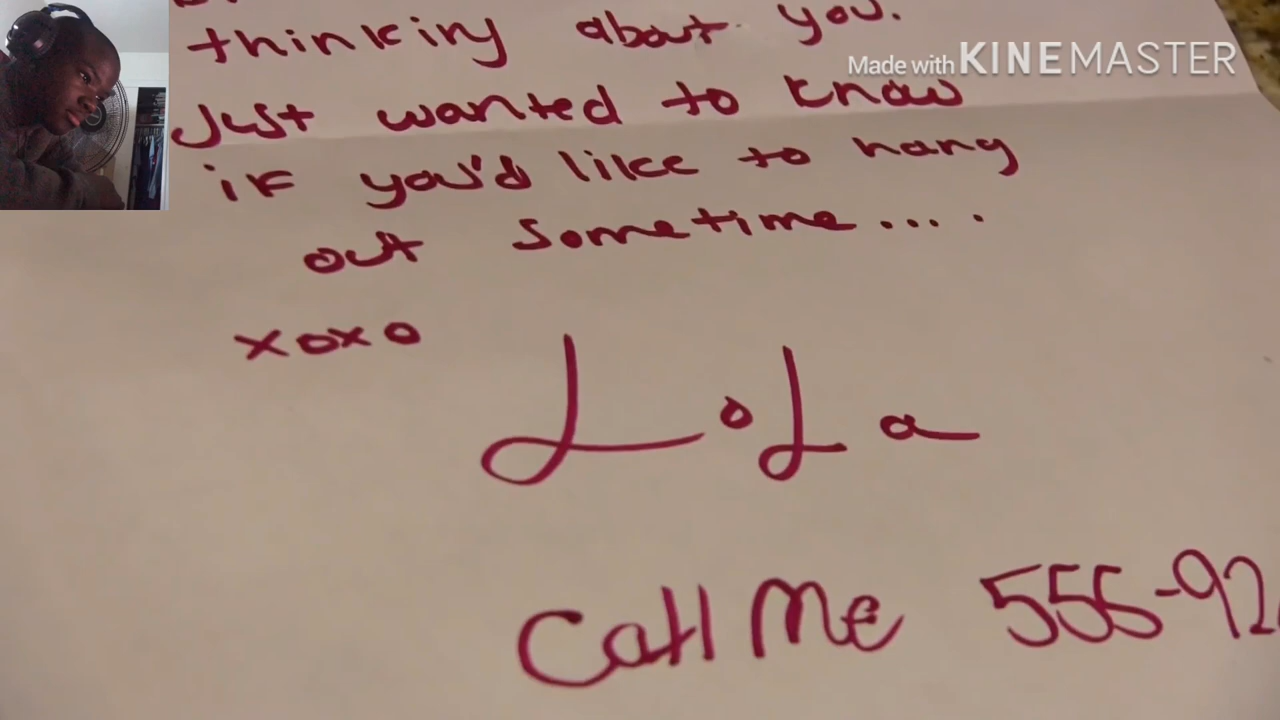 thinking about you.
Made with KINEMASTER
Just wanted to know
if you'd like to hang
out sometime.....
xoxo
LoLa
Call Me 555-92